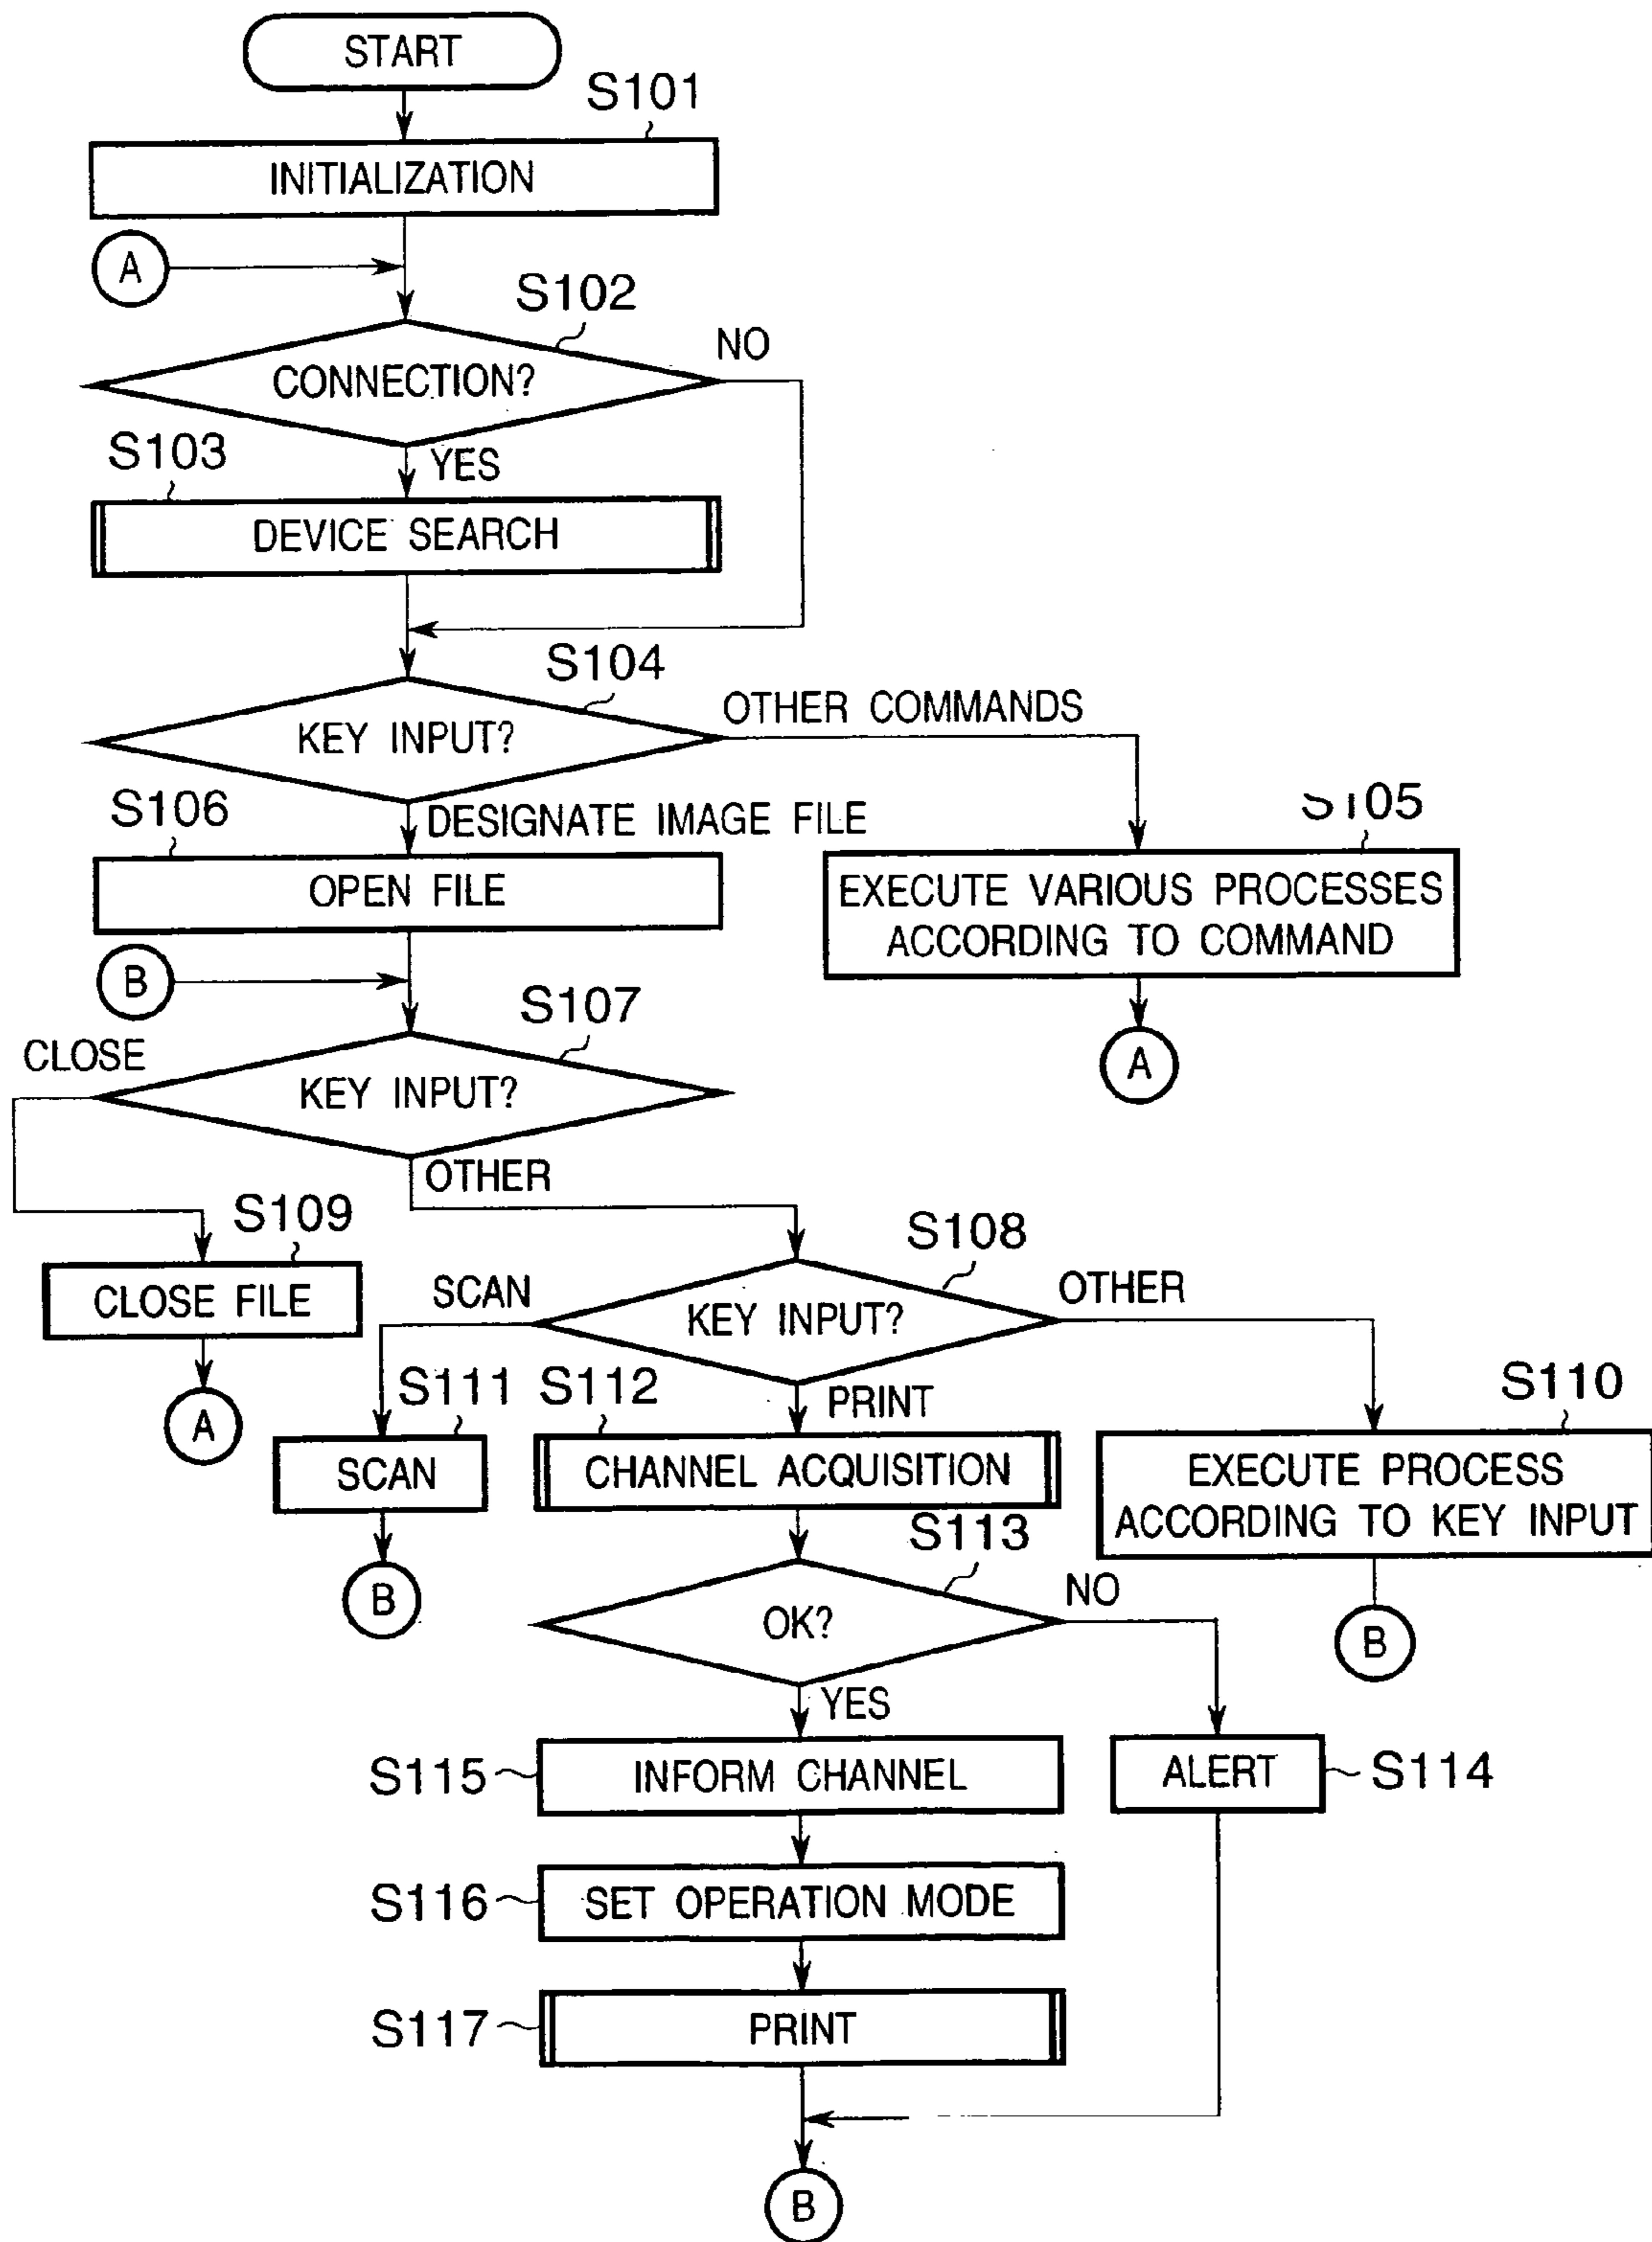 START
S101
INITIALIZATION
A
S102
CONNECTION?
NO
S103
YES
DEVICE SEARCH
S104
KEY INPUT?
OTHER COMMANDS
S106
DESIGNATE IMAGE FILE
S105
OPEN FILE
EXECUTE VARIOUS PROCESSES
ACCORDING TO COMMAND
B
S107
CLOSE
KEY INPUT?
A
OTHER
S109
S108
CLOSE FILE
SCAN
KEY INPUT?
OTHER
A
S111
S112
PRINT
S110
SCAN
CHANNEL ACQUISITION
EXECUTE PROCESS
ACCORDING TO KEY INPUT
S113
B
OK?
NO
B
YES
S115
INFORM CHANNEL
ALERT
S114
S116
SET OPERATION MODE
S117
PRINT
B